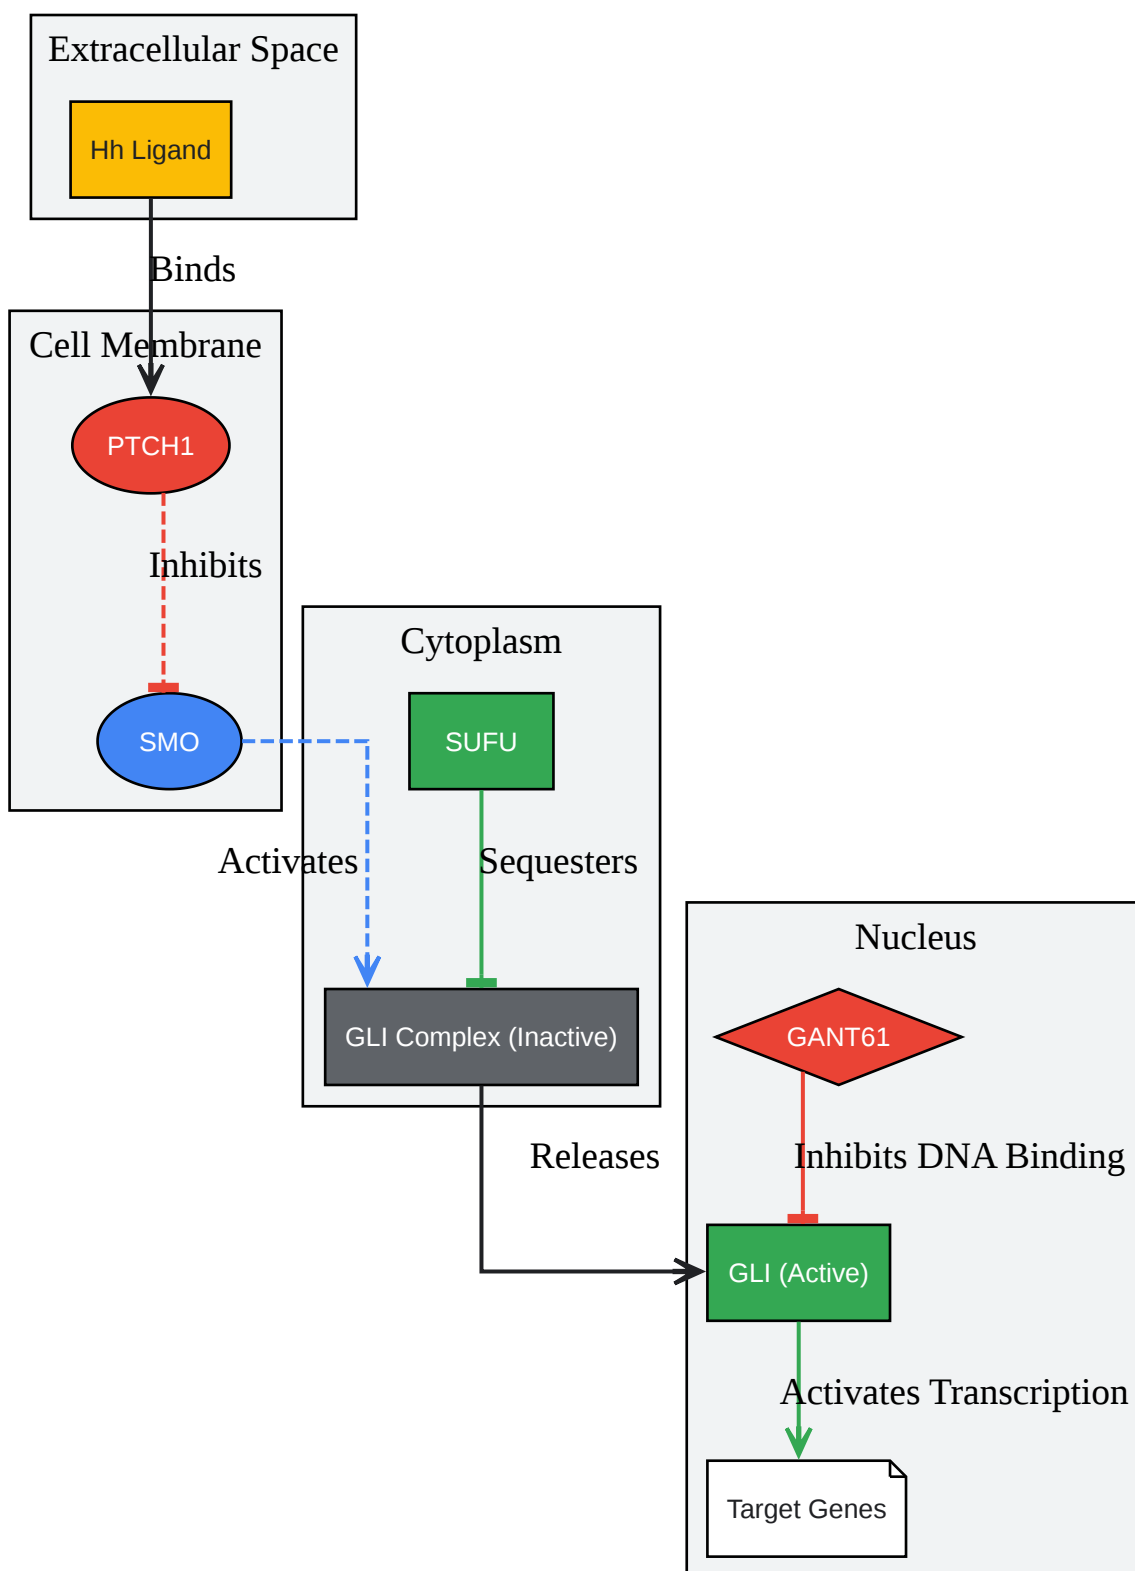 Extracellular Space
Hh Ligand
Binds
Cell Membrane
PTCH1
Inhibits
Cytoplasm
SMO
SUFU
Activates
Sequesters
Nucleus
GLI Complex (Inactive)
GANT61
Releases
Inhibits DNA Binding
GLI (Active)
Activates Transcription
Target Genes